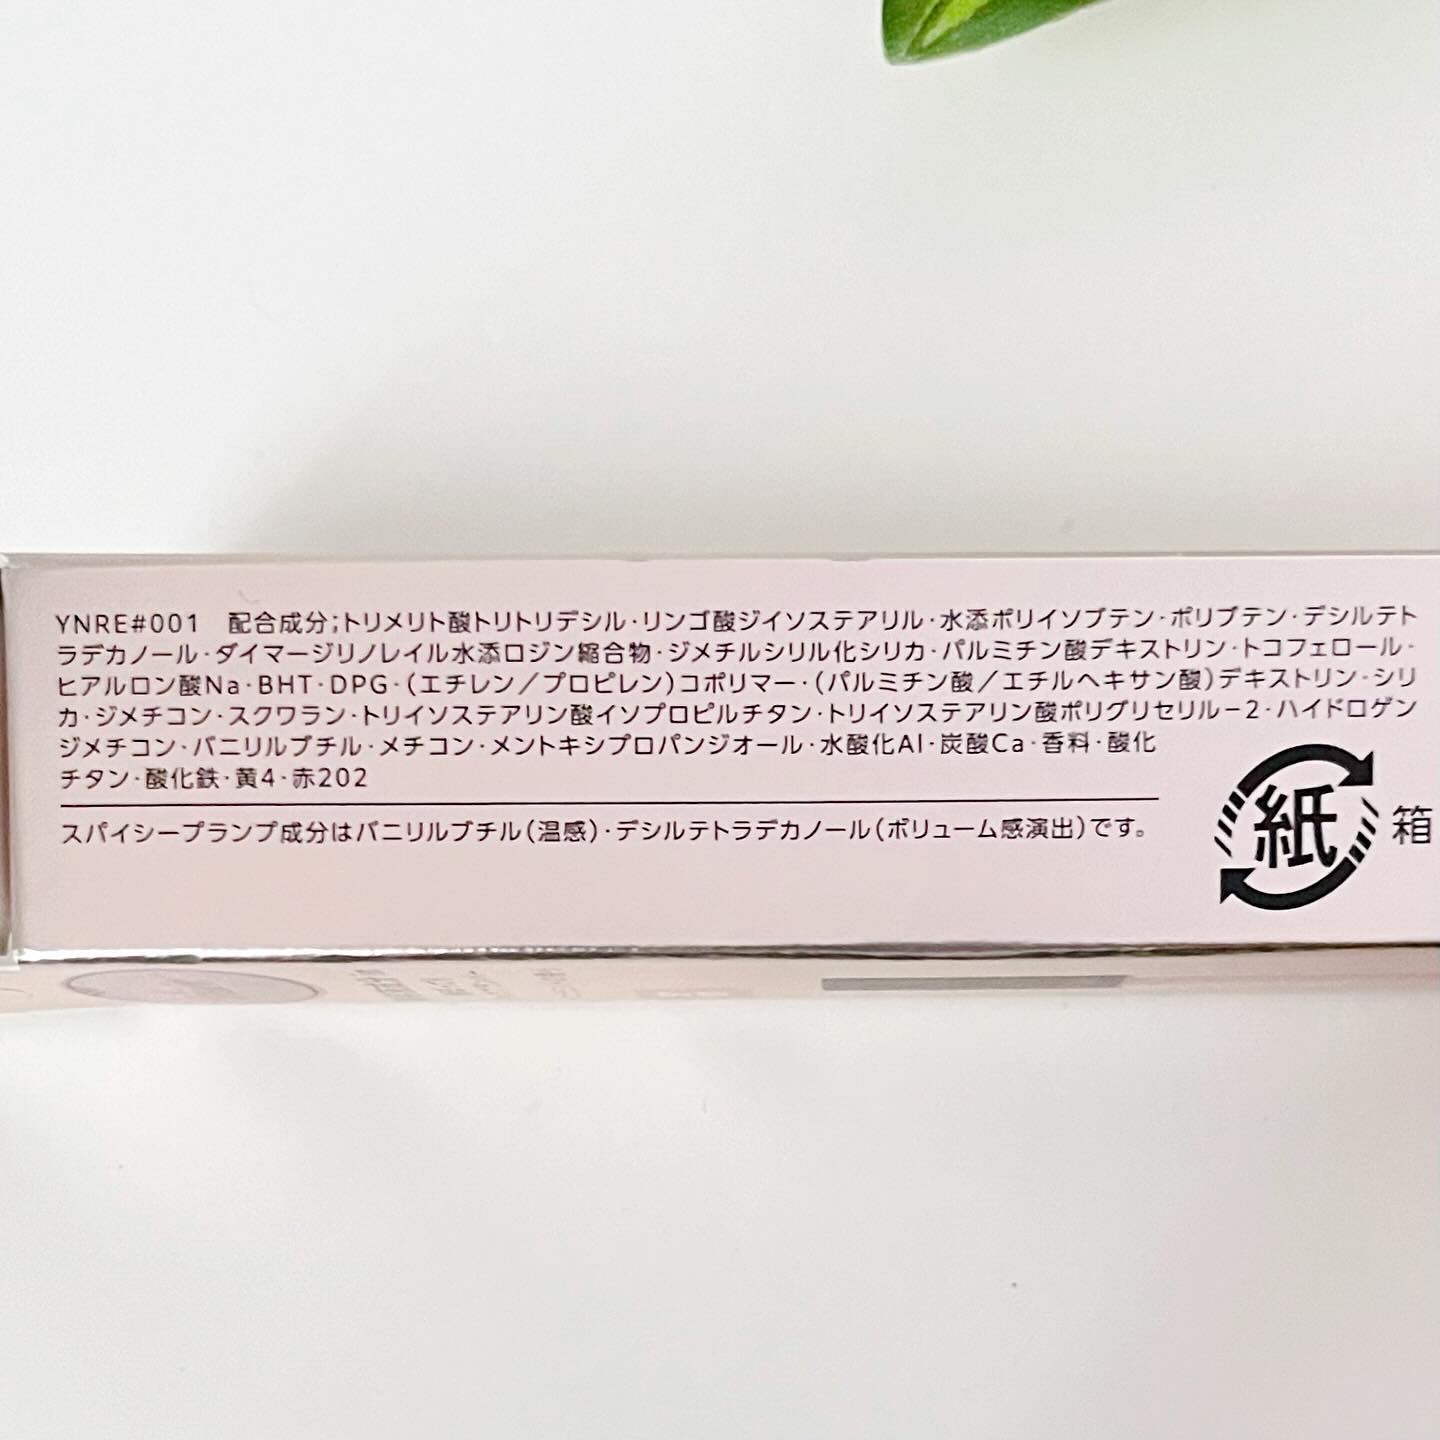 YNRE#001　配合成分;トリメリト酸トリトリデシル・リンゴ酸ジイソステアリル・水添ポリイソブテン・ポリブテン・デシルテト
ラデカノール・ダイマージリノレイル水添ロジン縮合物・ジメチルシリル化シリカ・パルミチン酸デキストリン・トコフェロール・
ヒアルロン酸Na・BHT・DPG・(エチレン/プロピレン)コポリマー・(パルミチン酸/エチルヘキサン酸)デキストリン・シリ
カ・ジメチコン・スクワラン・トリイソステアリン酸イソプロピルチタン・トリイソステアリン酸ポリグリセリル−2・ハイドロゲン
ジメチコン・バニリルブチル・メチコン・メントキシプロパンジオール・水酸化Al・炭酸Ca・香料・酸化
チタン・酸化鉄・黄4・赤202
スパイシープランプ成分はバニリルブチル(温感)・デシルテトラデカノール(ボリューム感演出)です。
紙 箱